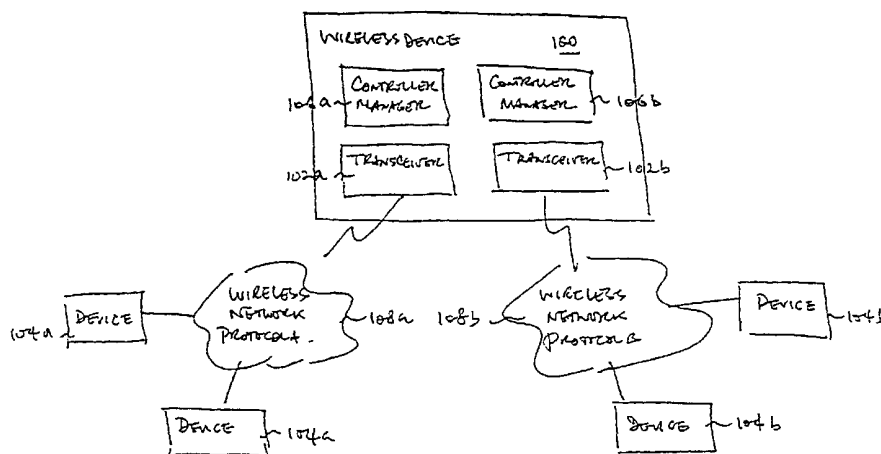 WIRELESS DEVICE 100
CONTROLLER MANAGER
CONTROLLER MANAGER
106a
106b
TRANSCEIVER
TRANSCEIVER
102a
102b
WIRELESS NETWORK PROTOCOL A.
WIRELESS NETWORK PROTOCOL B
108a
108b
DEVICE
DEVICE
104a
104b
DEVICE
104a
DEVICE
104b